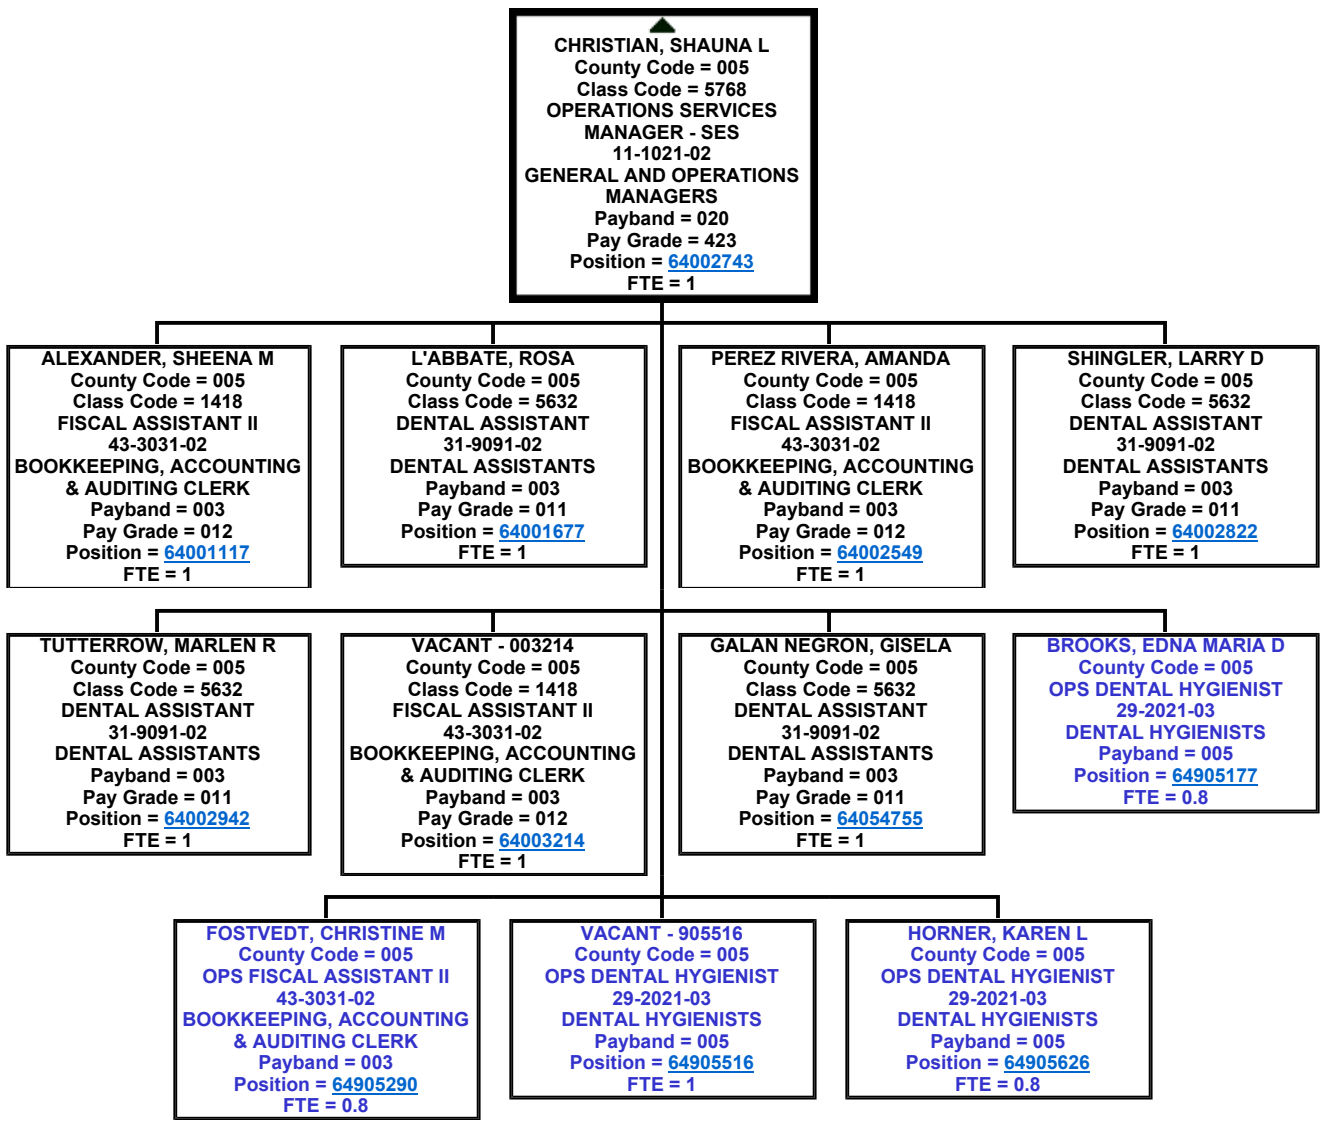 CHRISTIAN, SHAUNA L
County Code = 005
Class Code = 5768
OPERATIONS SERVICES
MANAGER - SES
11-1021-02
GENERAL AND OPERATIONS
MANAGERS
Payband = 020
Pay Grade = 423
Position = 64002743
FTE = 1
ALEXANDER, SHEENA M
County Code = 005
Class Code = 1418
FISCAL ASSISTANT II
43-3031-02
BOOKKEEPING, ACCOUNTING
& AUDITING CLERK
Payband = 003
Pay Grade = 012
Position = 64001117
FTE = 1
L'ABBATE, ROSA
County Code = 005
Class Code = 5632
DENTAL ASSISTANT
31-9091-02
DENTAL ASSISTANTS
Payband = 003
Pay Grade = 011
Position = 64001677
FTE = 1
PEREZ RIVERA, AMANDA
County Code = 005
Class Code = 1418
FISCAL ASSISTANT II
43-3031-02
BOOKKEEPING, ACCOUNTING
& AUDITING CLERK
Payband = 003
Pay Grade = 012
Position = 64002549
FTE = 1
SHINGLER, LARRY D
County Code = 005
Class Code = 5632
DENTAL ASSISTANT
31-9091-02
DENTAL ASSISTANTS
Payband = 003
Pay Grade = 011
Position = 64002822
FTE = 1
TUTTERROW, MARLEN R
County Code = 005
Class Code = 5632
DENTAL ASSISTANT
31-9091-02
DENTAL ASSISTANTS
Payband = 003
Pay Grade = 011
Position = 64002942
FTE = 1
VACANT - 003214
County Code = 005
Class Code = 1418
FISCAL ASSISTANT II
43-3031-02
BOOKKEEPING, ACCOUNTING
& AUDITING CLERK
Payband = 003
Pay Grade = 012
Position = 64003214
FTE = 1
GALAN NEGRON, GISELA
County Code = 005
Class Code = 5632
DENTAL ASSISTANT
31-9091-02
DENTAL ASSISTANTS
Payband = 003
Pay Grade = 011
Position = 64054755
FTE = 1
BROOKS, EDNA MARIA D
County Code = 005
OPS DENTAL HYGIENIST
29-2021-03
DENTAL HYGIENISTS
Payband = 005
Position = 64905177
FTE = 0.8
FOSTVEDT, CHRISTINE M
County Code = 005
OPS FISCAL ASSISTANT II
43-3031-02
BOOKKEEPING, ACCOUNTING
& AUDITING CLERK
Payband = 003
Position = 64905290
FTE = 0.8
VACANT - 905516
County Code = 005
OPS DENTAL HYGIENIST
29-2021-03
DENTAL HYGIENISTS
Payband = 005
Position = 64905516
FTE = 1
HORNER, KAREN L
County Code = 005
OPS DENTAL HYGIENIST
29-2021-03
DENTAL HYGIENISTS
Payband = 005
Position = 64905626
FTE = 0.8